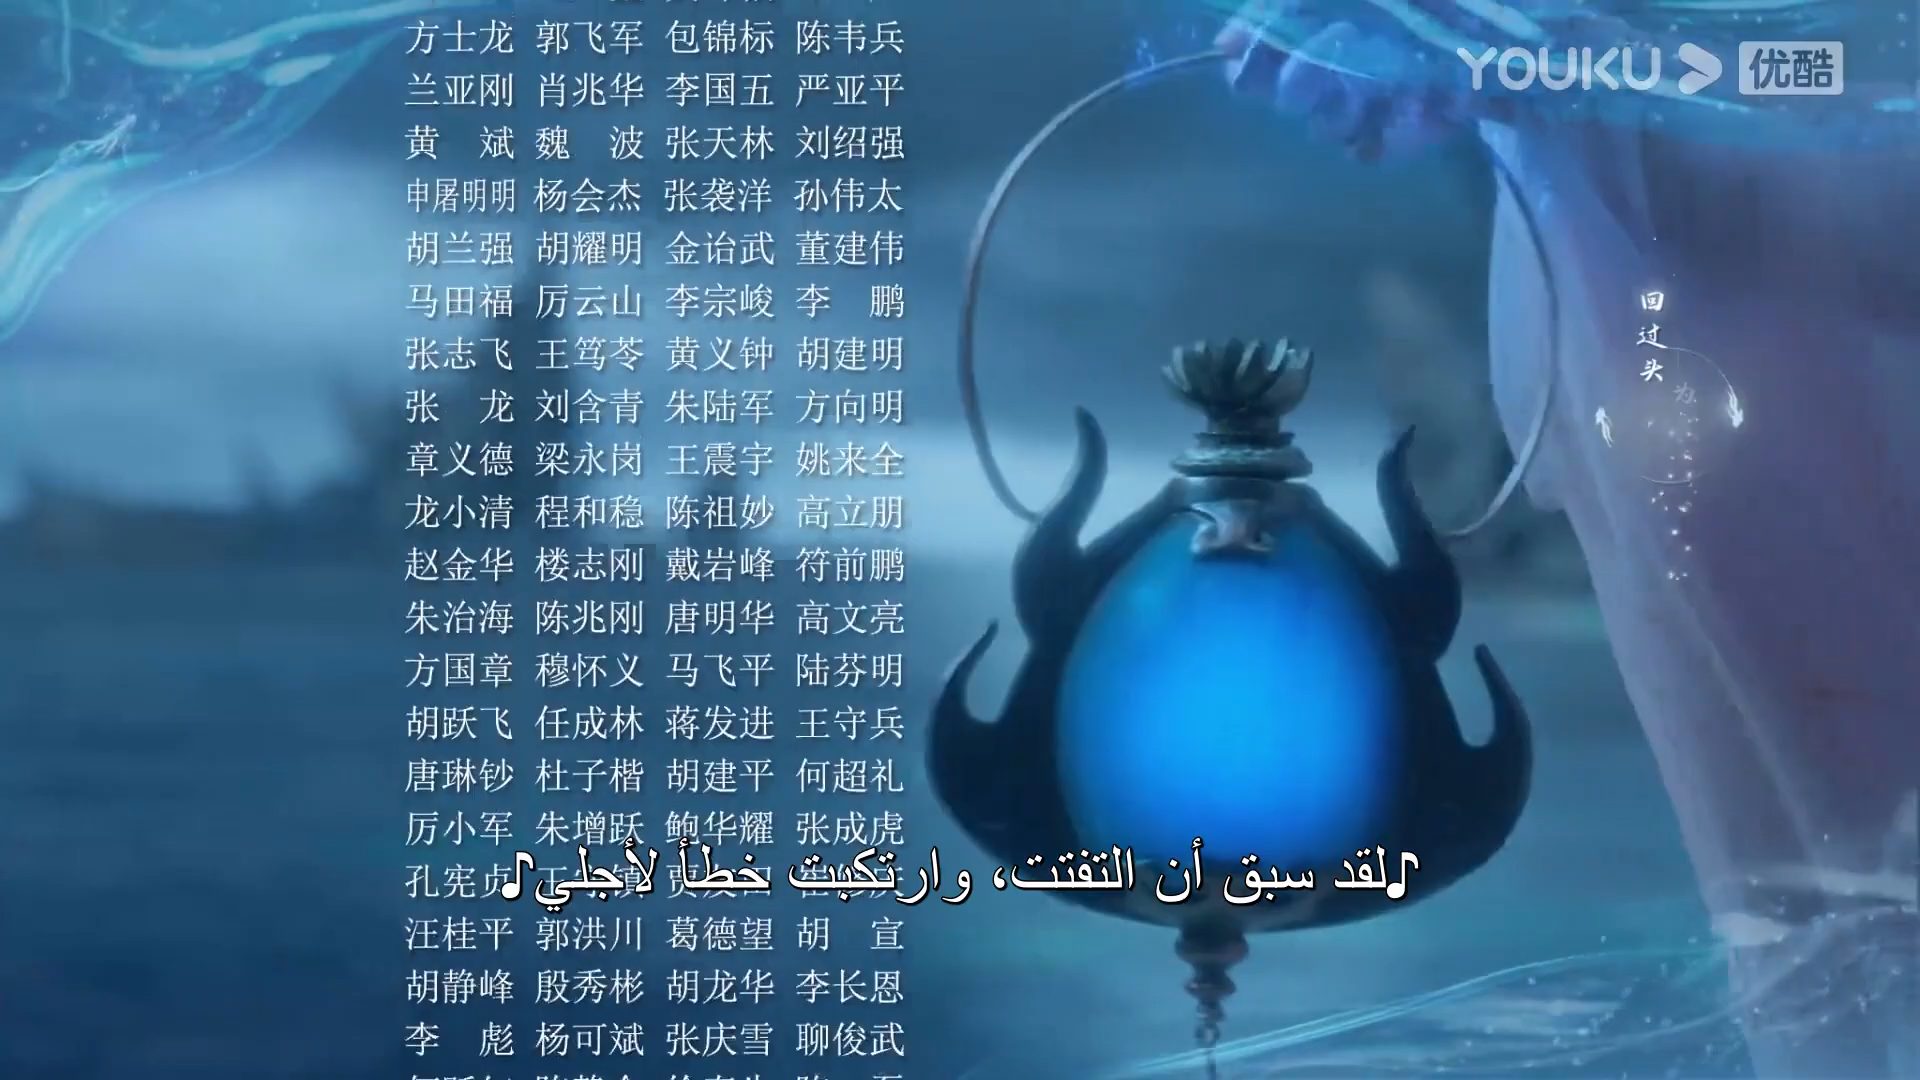 方士龙 郭飞军 包锦标 陈韦兵
YOUKU 优酷
兰亚刚 肖兆华 李国五 严亚平
黄 斌 魏 波 张天林 刘绍强
申屠明明 杨会杰 张袭洋 孙伟太
胡兰强 胡耀明 金诒武 董建伟
马田福 厉云山 李宗峻 李 鹏
张志飞 王笃苓 黄义钟 胡建明
张 龙 刘含青 朱陆军 方向明
章义德 梁永岗 王震宇 姚来全
龙小清 程和稳 陈祖妙 高立朋
赵金华 楼志刚 戴岩峰 符前鹏
朱治海 陈兆刚 唐明华 高文亮
方国章 穆怀义 马飞平 陆芬明
胡跃飞 任成林 蒋发进 王守兵
唐琳钞 杜子楷 胡建平 何超礼
厉小军 朱增跃 鲍华耀 张成虎
孔宪贞
汪桂平 郭洪川 葛德望 胡 宣
胡静峰 殷秀彬 胡龙华 李长恩
李 彪 杨可斌 张庆雪 聊俊武
回过头
为
♪لقد سبق أن التفتت، وارتكبت خطأ لأجلي♪